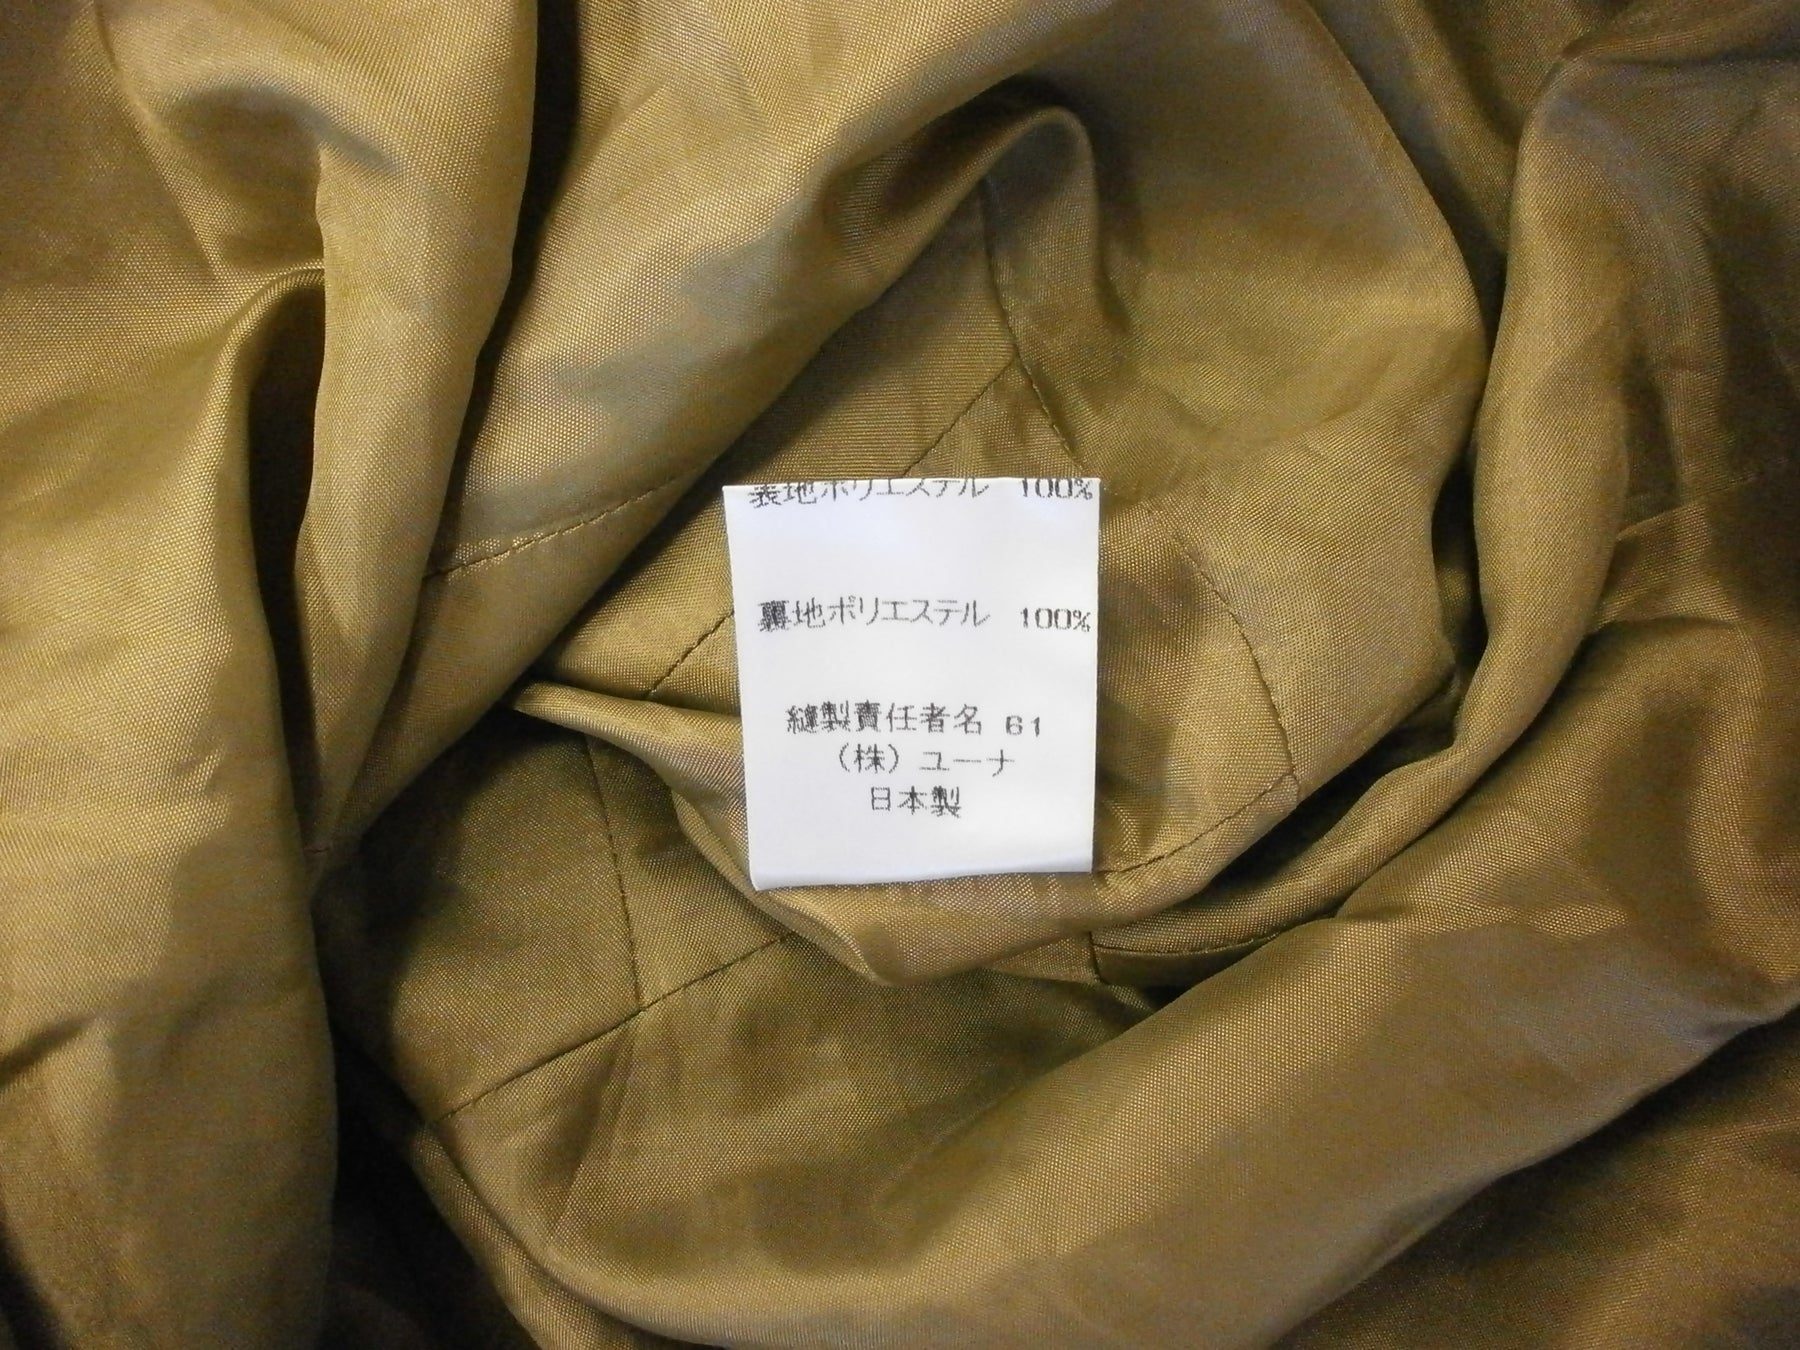 表地ポリエステル 100%
裏地ポリエステル 100%
縫製責任者名 61
(株) ユーナ
日本製